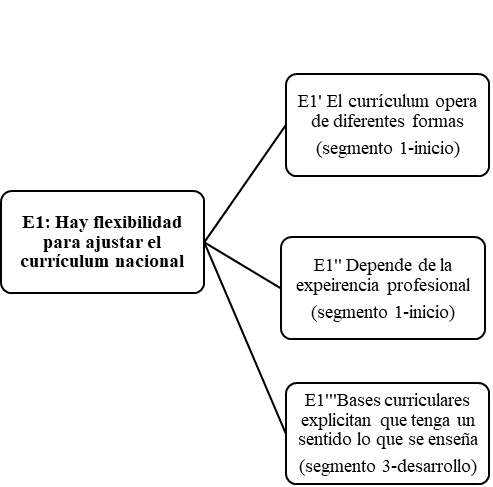 E1' El currículum opera
de diferentes formas
(segmento 1-inicio)
E1: Hay flexibilidad
para ajustar el
currículum nacional
E1'' Depende de la
expeirencia profesional
(segmento 1-inicio)
E1'''Bases curriculares
explicitan que tenga un
sentido lo que se enseña
(segmento 3-desarrollo)